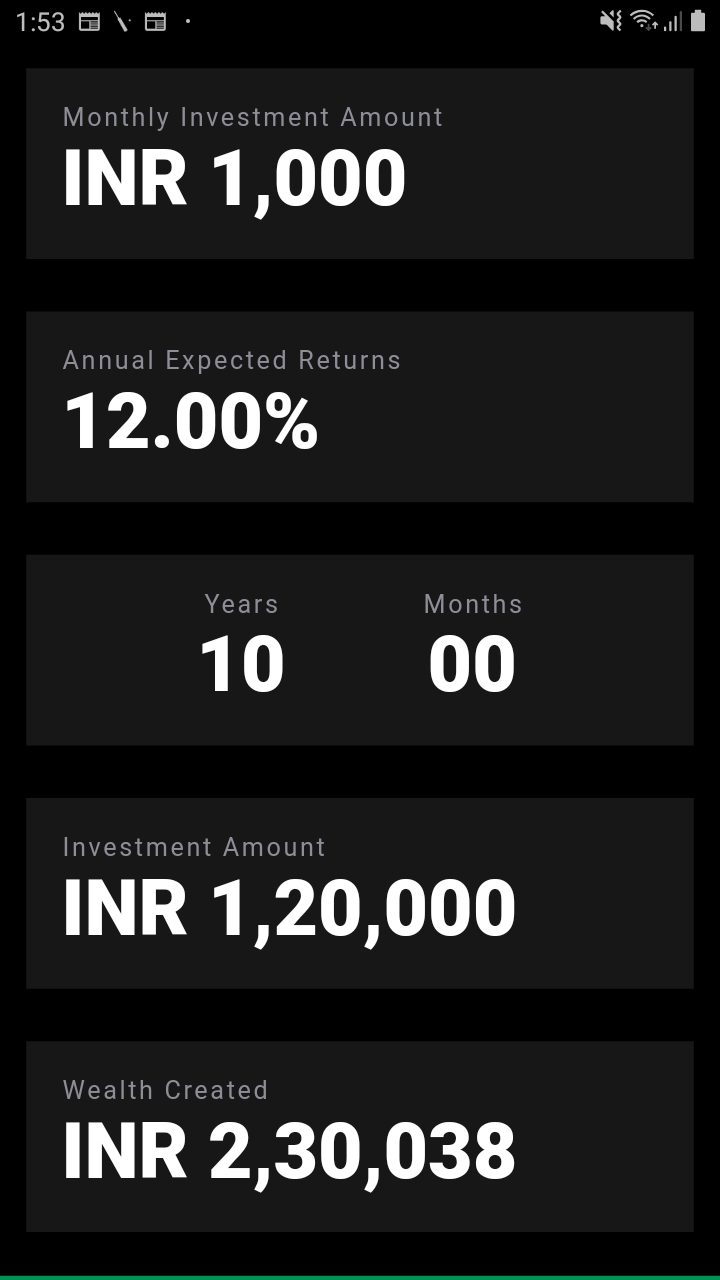 1:53
Monthly Investment Amount
INR 1,000
Annual Expected Returns
12.00%
Years Months
10 00
Investment Amount
INR 1,20,000
Wealth Created
INR 2,30,038